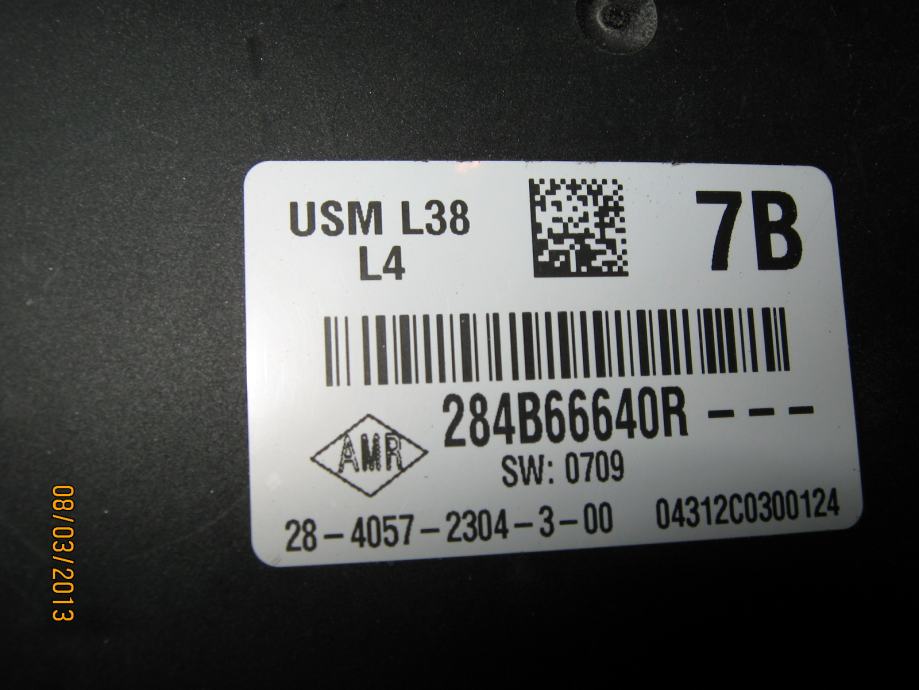 USM L38
L4
7B
284B66640R---
AMR
SW: 0709
28-4057-2304-3-00 04312C0300124
08/03/2013